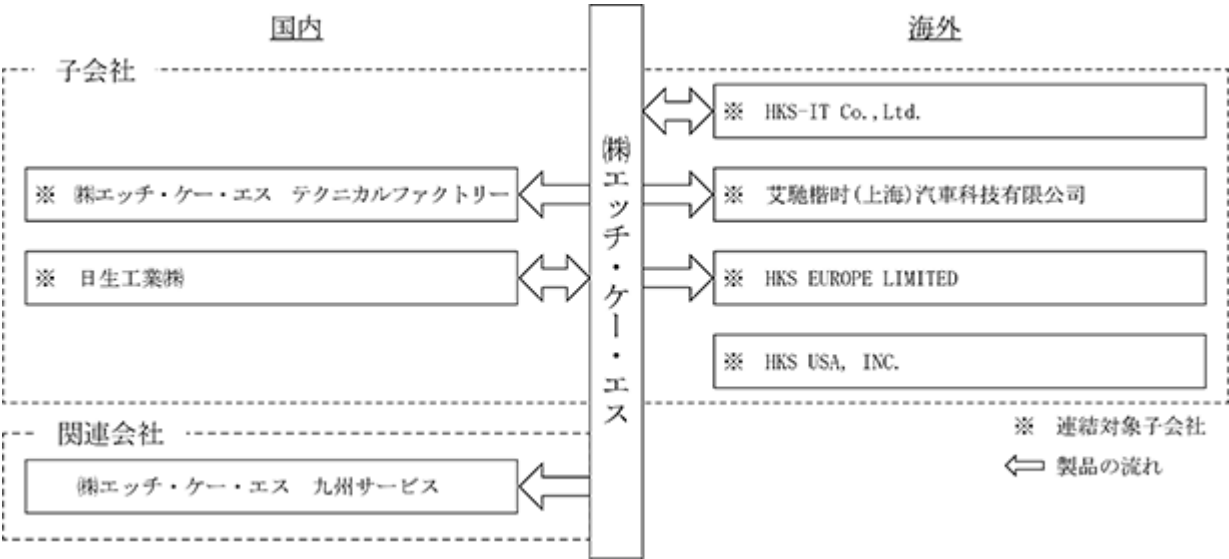 国内
海外
子会社
※ HKS-IT Co.,Ltd.
※ ㈱エッチ・ケー・エス テクニカルファクトリー
※ 艾馳楷时(上海)汽車科技有限公司
※ 日生工業㈱
※ HKS EUROPE LIMITED
※ HKS USA, INC.
㈱エッチ・ケー・エス
関連会社
㈱エッチ・ケー・エス 九州サービス
※ 連結対象子会社
製品の流れ